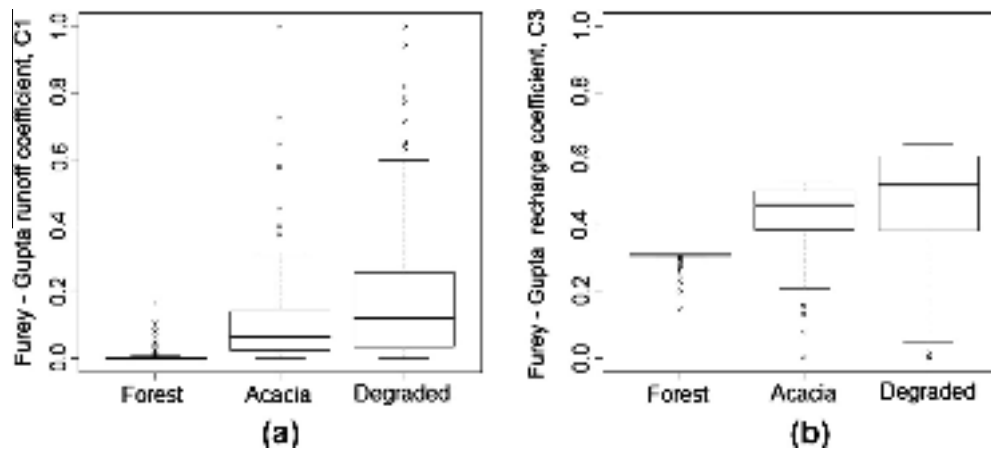 Furey - Gupta runoff coefficient, C1
1.0
0.8
0.6
0.4
0.2
0.0
Forest Acacia Degraded
(a)
Furey - Gupta recharge coefficient, C3
1.0
0.8
0.6
0.4
0.2
0.0
Forest Acacia Degraded
(b)